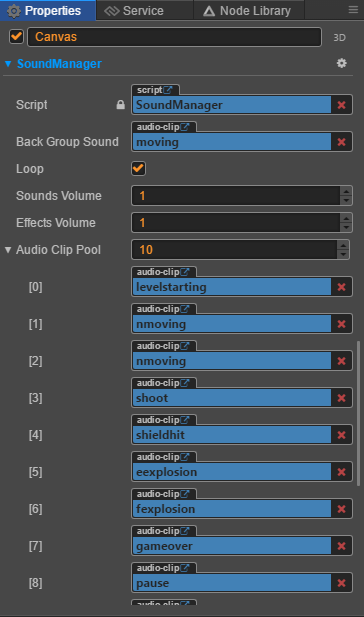 Properties Service Node Library
Canvas 3D
SoundManager
script
Script SoundManager
audio-clip
Back Group Sound moving
Loop
Sounds Volume 1
Effects Volume 1
Audio Clip Pool 10
audio-clip
[0] levelstarting
audio-clip
[1] nmoving
audio-clip
[2] nmoving
audio-clip
[3] shoot
audio-clip
[4] shieldhit
audio-clip
[5] eexplosion
audio-clip
[6] fexplosion
audio-clip
[7] gameover
audio-clip
[8] pause
audio-clip